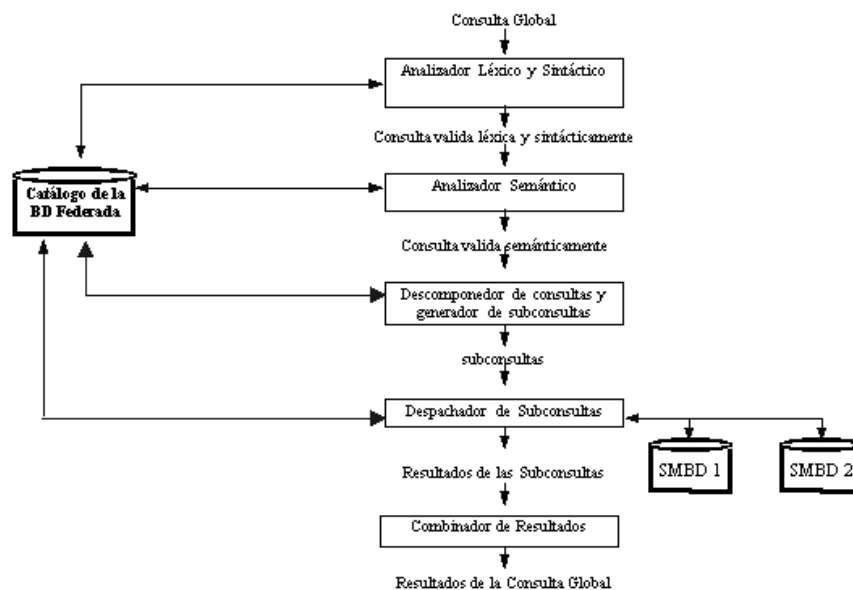 Consulta Global
Analizador Léxico y Sintáctico
Consulta valida léxica y sintácticamente
Catálogo de la
BD Federada
Analizador Semántico
Consulta valida semánticamente
Descomponedor de consultas y
generador de subconsultas
subconsultas
Despachador de Subconsultas
SMBD 1
SMBD 2
Resultados de las Subconsultas
Combinador de Resultados
Resultados de la Consulta Global